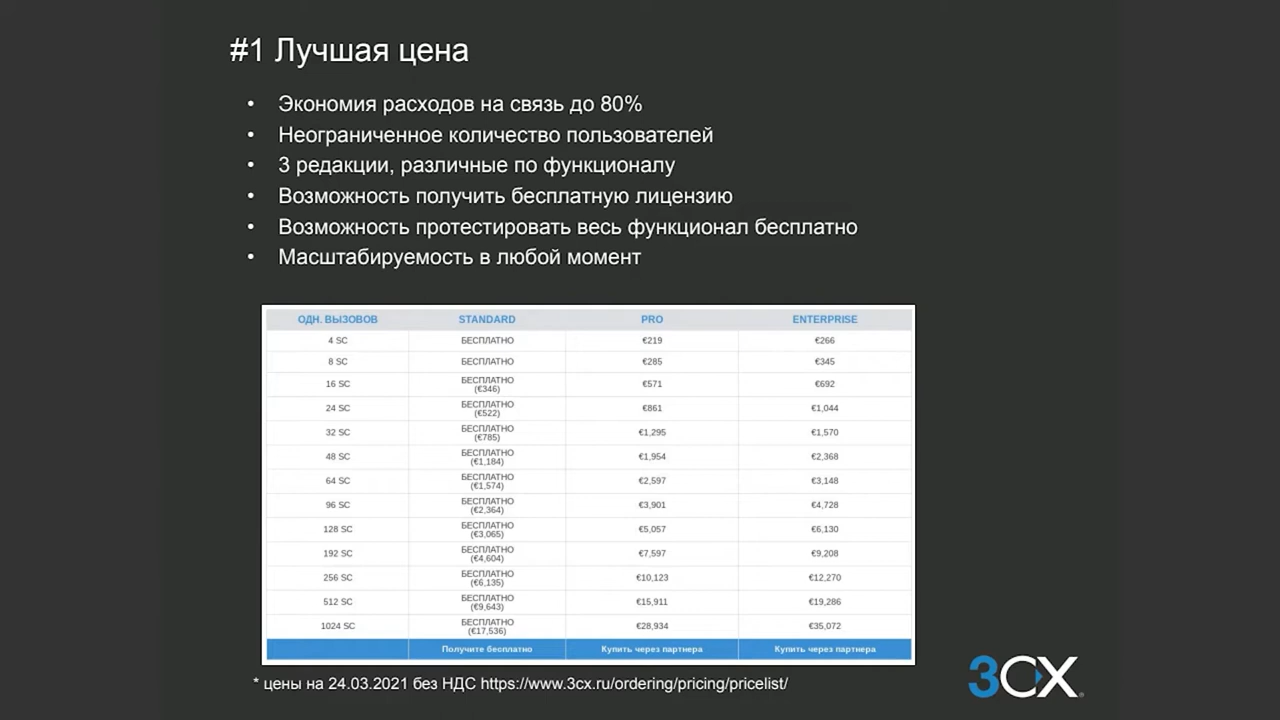 #1 Лучшая цена
• Экономия расходов на связь до 80%
• Неограниченное количество пользователей
• 3 редакции, различные по функционалу
• Возможность получить бесплатную лицензию
• Возможность протестировать весь функционал бесплатно
• Масштабируемость в любой момент
ОДН. ВЫЗОВОВ STANDARD PRO ENTERPRISE
4 SC БЕСПЛАТНО €219 €266
8 SC БЕСПЛАТНО €285 €345
16 SC БЕСПЛАТНО (€346) €571 €692
24 SC БЕСПЛАТНО (€522) €861 €1,044
32 SC БЕСПЛАТНО (€785) €1,295 €1,570
48 SC БЕСПЛАТНО (€1,184) €1,954 €2,368
64 SC БЕСПЛАТНО (€1,574) €2,597 €3,148
96 SC БЕСПЛАТНО (€2,364) €3,901 €4,728
128 SC БЕСПЛАТНО (€3,065) €5,057 €6,130
192 SC БЕСПЛАТНО (€4,604) €7,597 €9,208
256 SC БЕСПЛАТНО (€6,135) €10,123 €12,270
512 SC БЕСПЛАТНО (€9,643) €15,911 €19,286
1024 SC БЕСПЛАТНО (€17,536) €28,934 €35,072
Получите бесплатно Купить через партнера Купить через партнера
* цены на 24.03.2021 без НДС https://www.3cx.ru/ordering/pricing/pricelist/
3CX®